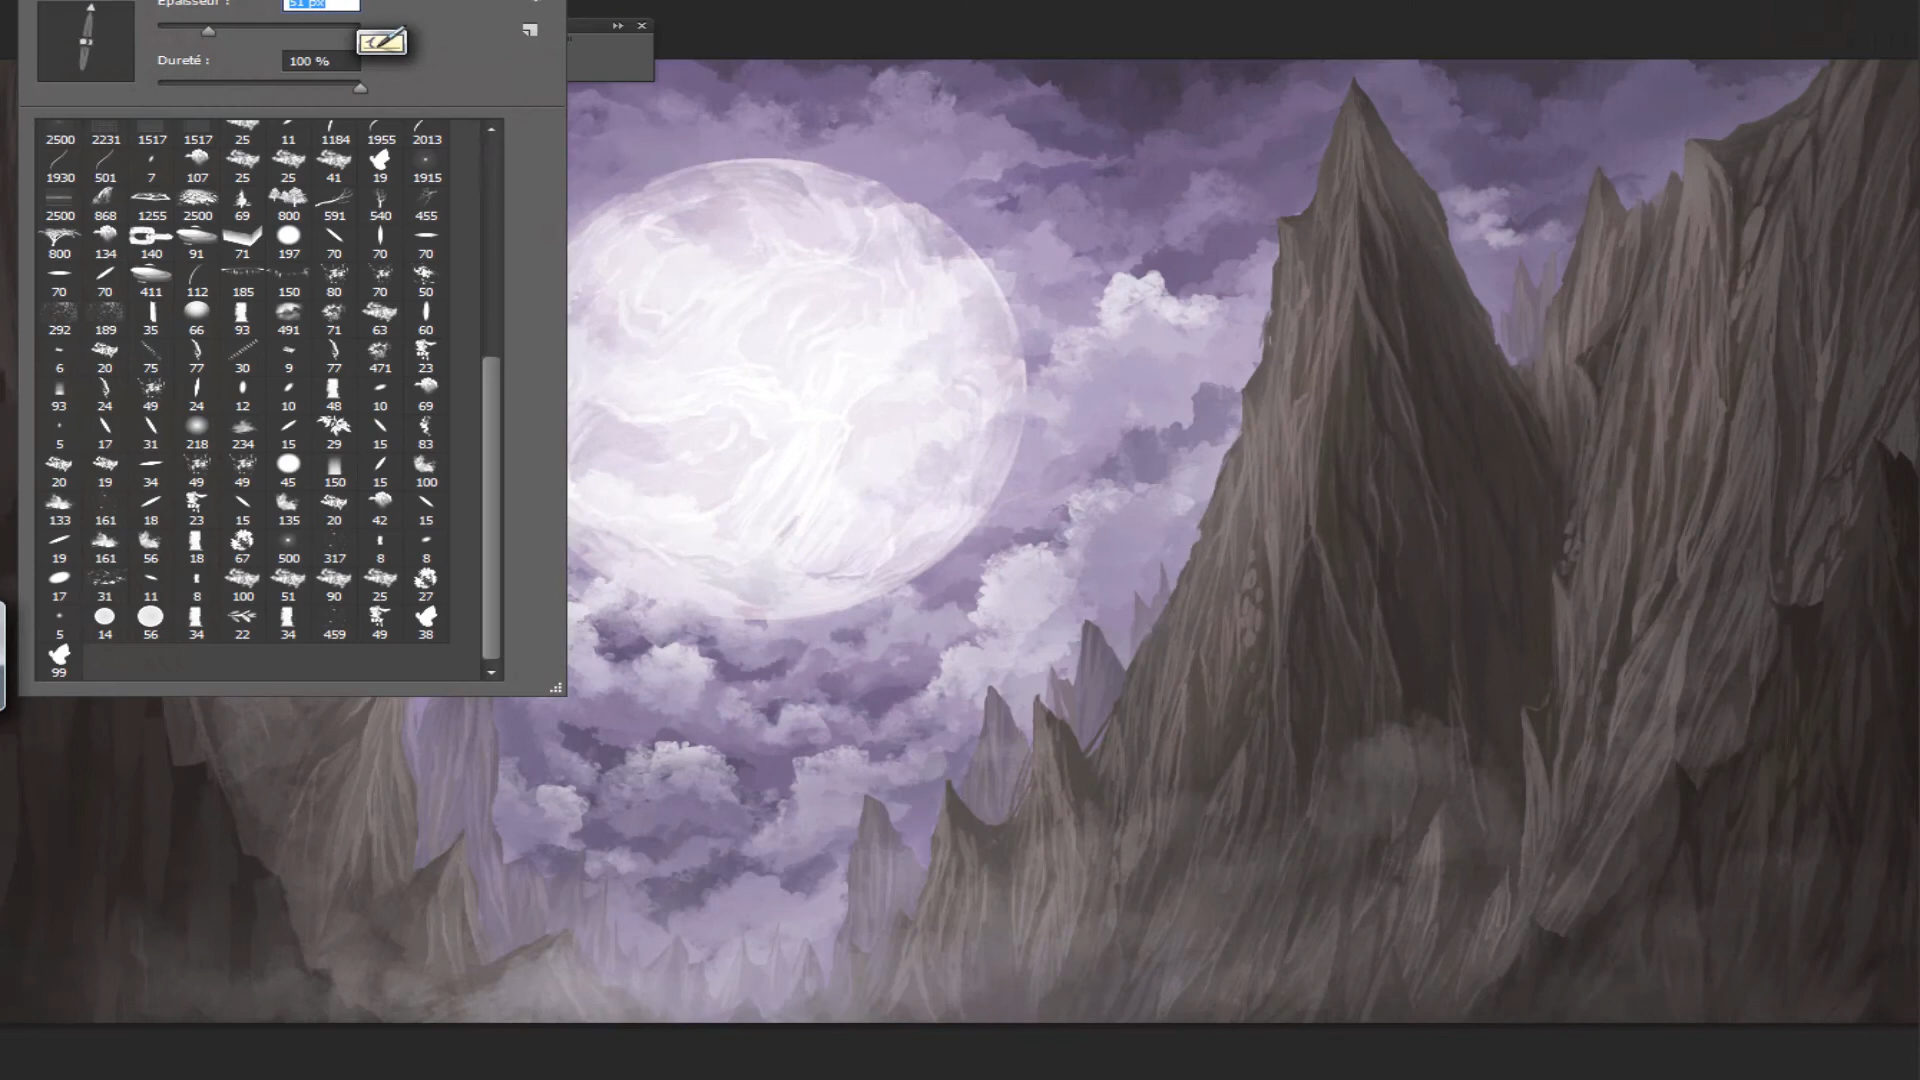 Épaisseur :
51 px
Dureté :
100 %
2500 2231 1517 1517 25 11 1184 1955 2013
1930 501 7 107 25 25 41 19 1915
2500 868 1255 2500 69 800 591 540 455
800 134 140 91 71 197 70 70 70
70 70 411 112 185 150 80 70 50
292 189 35 66 93 491 71 63 60
6 20 75 77 30 9 77 471 23
93 24 49 24 12 10 48 10 69
5 17 31 218 234 15 29 15 83
20 19 34 49 49 45 150 15 100
133 161 18 23 15 135 20 42 15
19 161 56 18 67 500 317 8 8
17 31 11 8 100 51 90 25 27
5 14 56 34 22 34 459 49 38
99